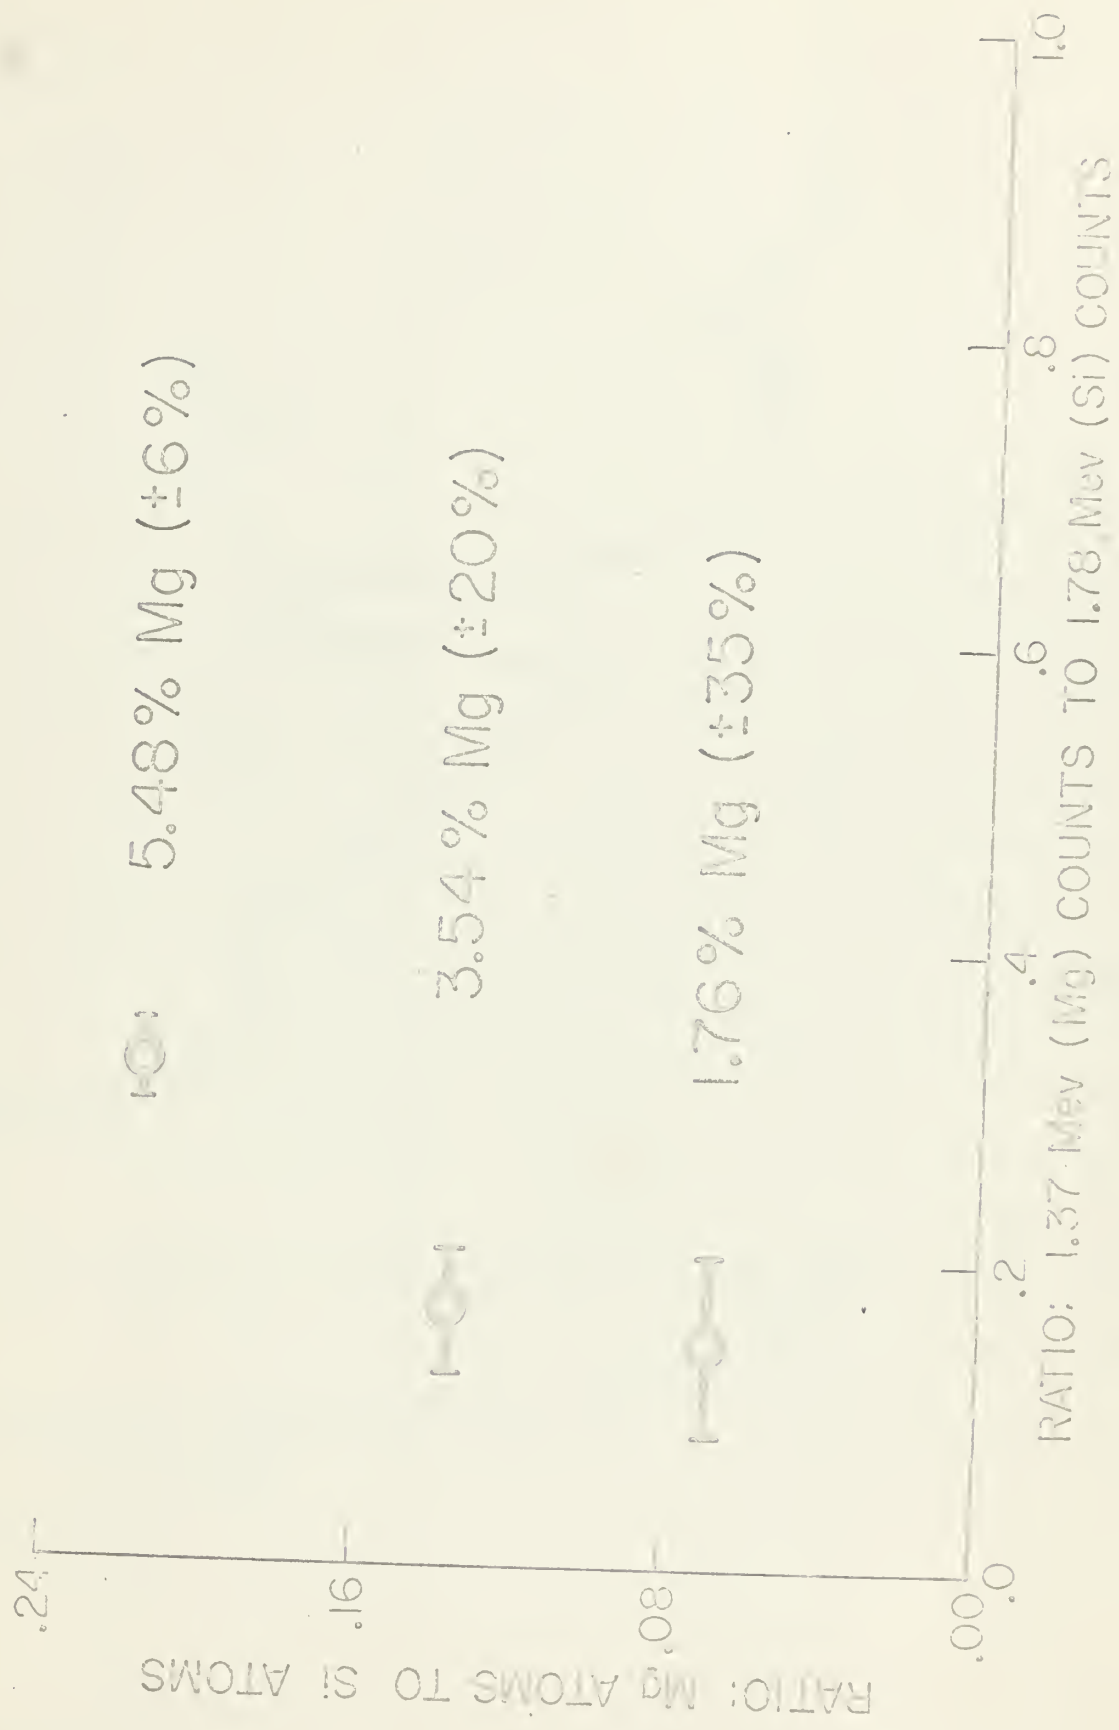 .24
.16
.08
.00
RATIO: Mg ATOMS TO Si ATOMS
5.48% Mg (±6%)
3.54% Mg (±20%)
1.76% Mg (±35%)
.0
.2
.4
.6
.8
1.0
RATIO: 1.37 Mev (Mg) COUNTS TO 1.78 Mev (Si) COUNTS